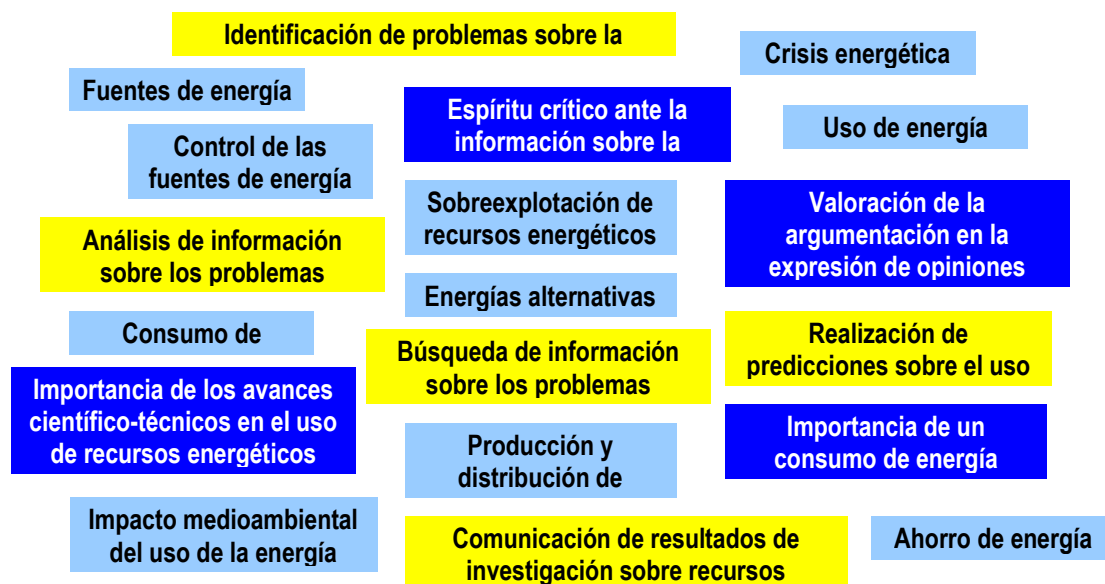 Identificación de problemas sobre la
Crisis energética
Fuentes de energía
Espíritu crítico ante la
información sobre la
Uso de energía
Control de las
fuentes de energía
Sobreexplotación de
recursos energéticos
Valoración de la
argumentación en la
expresión de opiniones
Análisis de información
sobre los problemas
Energías alternativas
Consumo de
Búsqueda de información
sobre los problemas
Realización de
predicciones sobre el uso
Importancia de los avances
científico-técnicos en el uso
de recursos energéticos
Producción y
distribución de
Importancia de un
consumo de energía
Impacto medioambiental
del uso de la energía
Comunicación de resultados de
investigación sobre recursos
Ahorro de energía